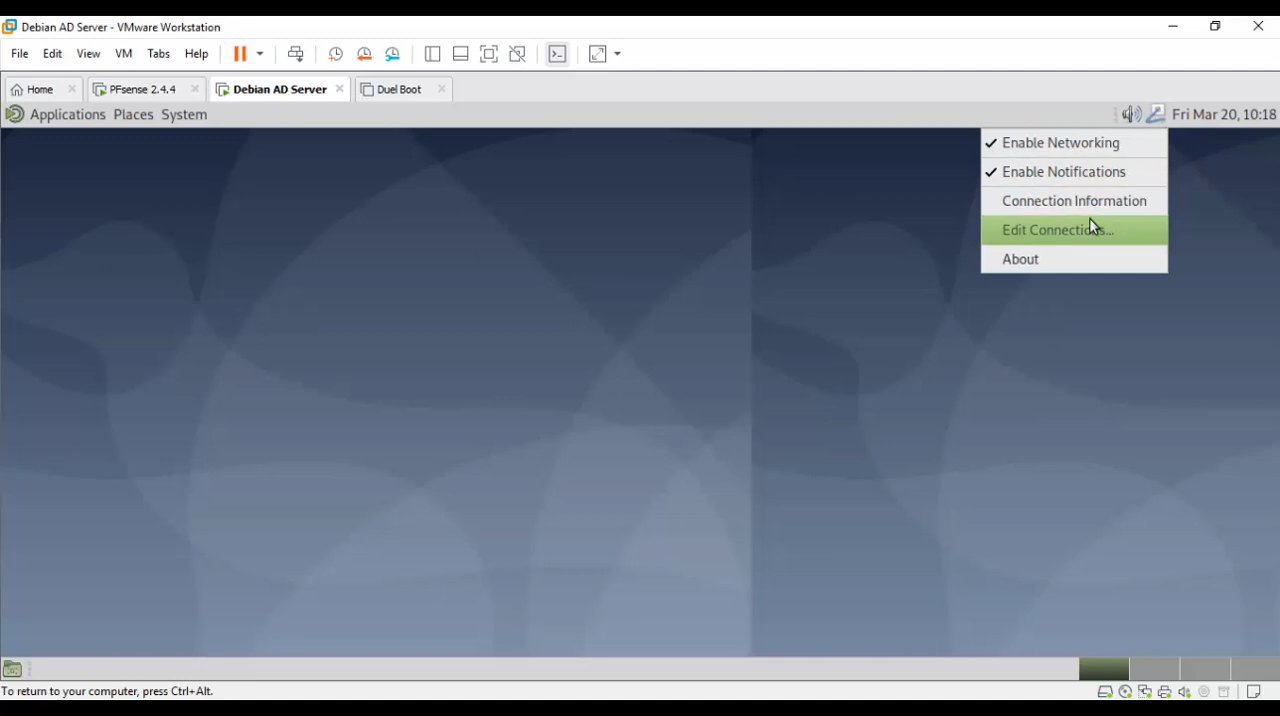 Debian AD Server - VMware Workstation
File Edit View VM Tabs Help
Home PFsense 2.4.4 Debian AD Server Duel Boot
Applications Places System Fri Mar 20, 10:18
Enable Networking
Enable Notifications
Connection Information
Edit Connections...
About
To return to your computer, press Ctrl+Alt.